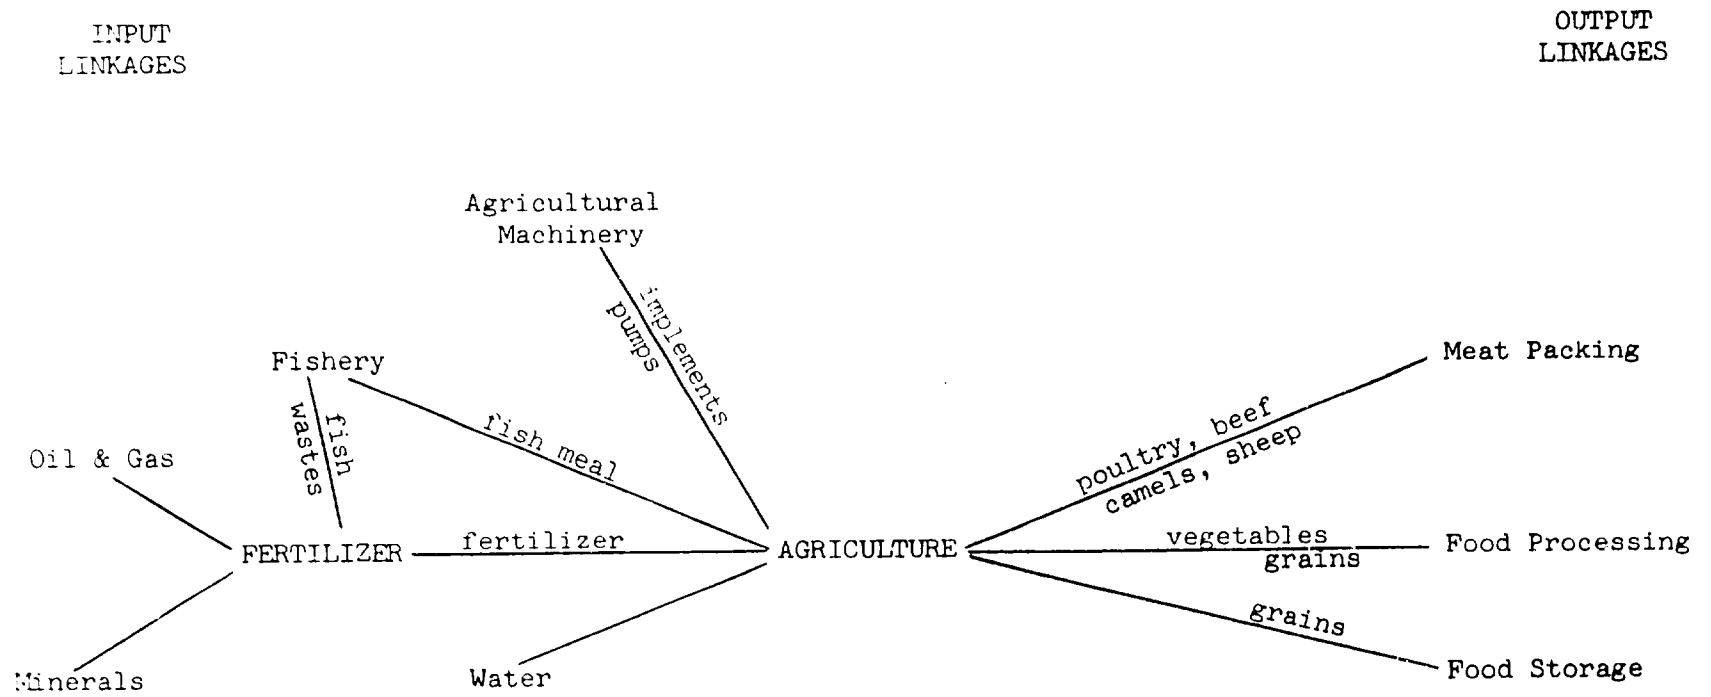 INPUT
LINKAGES
OUTPUT
LINKAGES
Agricultural
Machinery
implements
pumps
Fishery
Meat Packing
fish
wastes
fish meal
poultry, beef
camels, sheep
Oil & Gas
FERTILIZER
fertilizer
AGRICULTURE
vegetables
grains
Food Processing
grains
Minerals
Water
Food Storage